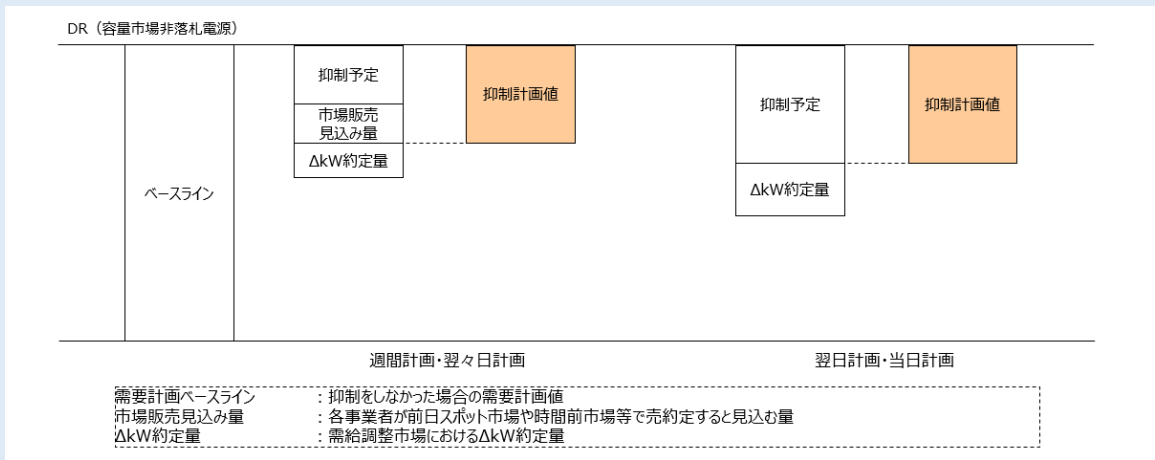 DR（容量市場非落札電源）
ベースライン
抑制予定
市場販売
見込み量
ΔkW約定量
抑制計画値
抑制予定
ΔkW約定量
抑制計画値
週間計画・翌々日計画
翌日計画・当日計画
需要計画ベースライン ：抑制をしなかった場合の需要計画値
市場販売見込み量 ：各事業者が前日スポット市場や時間前市場等で売約定すると見込む量
ΔkW約定量 ：需給調整市場におけるΔkW約定量